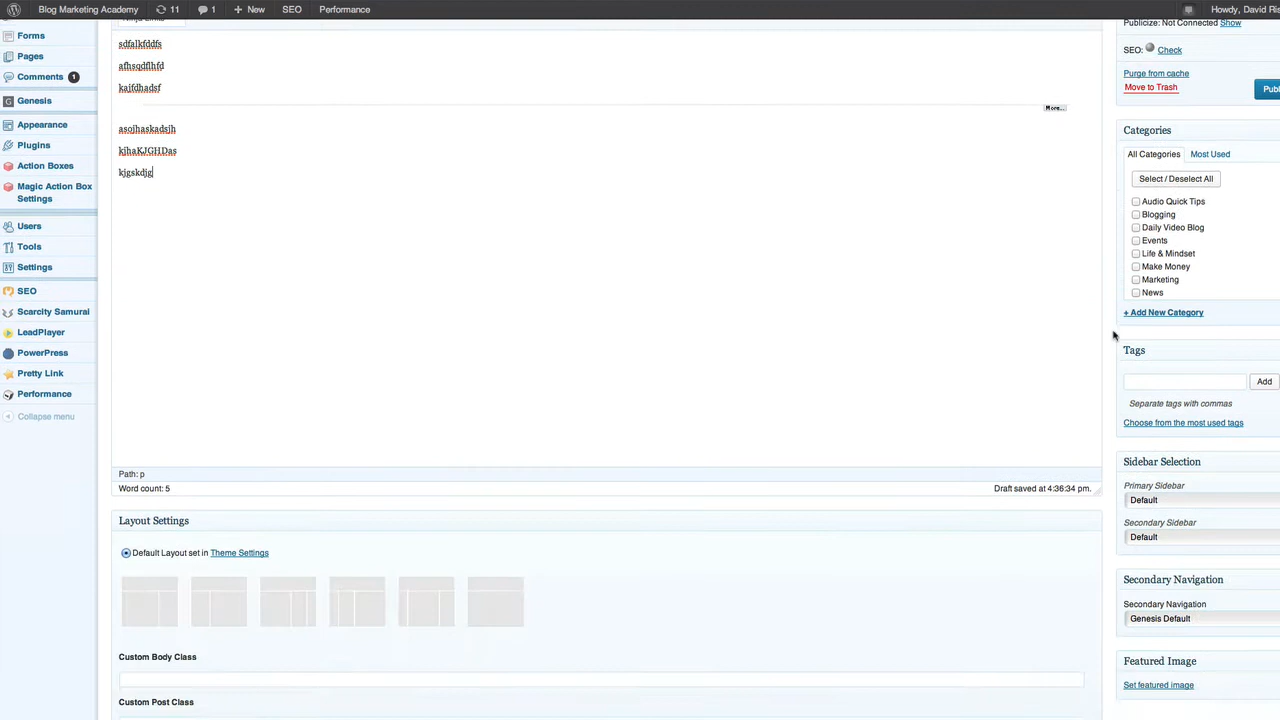 Blog Marketing Academy 11 1 + New SEO Performance Howdy, David Ris
Forms
Pages
Comments 1
Genesis
Appearance
Plugins
Action Boxes
Magic Action Box
Settings
Users
Tools
Settings
SEO
Scarcity Samurai
LeadPlayer
PowerPress
Pretty Link
Performance
Collapse menu
sdfalkfddfs
afhsqdflhfd
kajfdhadsf
More...
asojhaskadsjh
kjhaKJGHDas
kjgskdjg
Path: p
Word count: 5
Draft saved at 4:36:34 pm.
Layout Settings
Default Layout set in Theme Settings
Custom Body Class
Custom Post Class
Publicize: Not Connected Show
SEO: Check
Purge from cache
Move to Trash
Publ
Categories
All Categories Most Used
Select / Deselect All
Audio Quick Tips
Blogging
Daily Video Blog
Events
Life & Mindset
Make Money
Marketing
News
+ Add New Category
Tags
Add
Separate tags with commas
Choose from the most used tags
Sidebar Selection
Primary Sidebar
Default
Secondary Sidebar
Default
Secondary Navigation
Secondary Navigation
Genesis Default
Featured Image
Set featured image